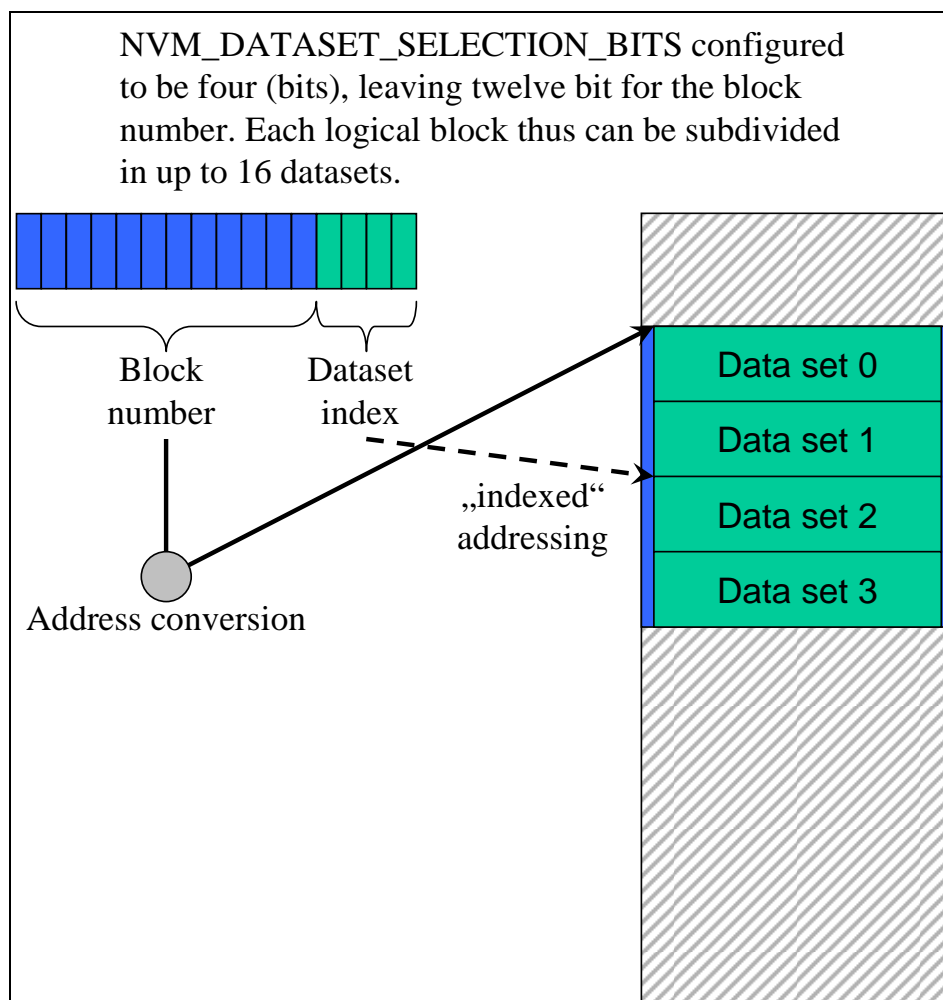 NVM_DATASET_SELECTION_BITS configured
to be four (bits), leaving twelve bit for the block
number. Each logical block thus can be subdivided
in up to 16 datasets.
Block
number
Dataset
index
„indexed“
addressing
Address conversion
Data set 0
Data set 1
Data set 2
Data set 3